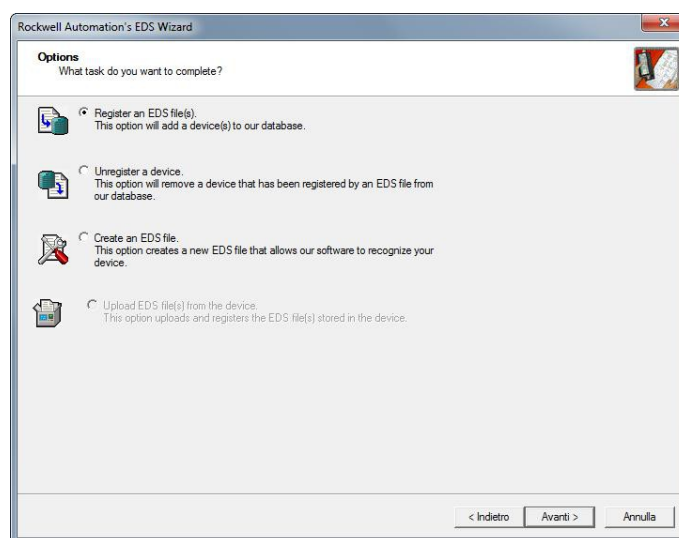 Rockwell Automation's EDS Wizard
Options
What task do you want to complete?
Register an EDS file(s).
This option will add a device(s) to our database.
Unregister a device.
This option will remove a device that has been registered by an EDS file from
our database.
Create an EDS file.
This option creates a new EDS file that allows our software to recognize your
device.
Upload EDS file(s) from the device.
This option uploads and registers the EDS file(s) stored in the device.
< Indietro Avanti > Annulla